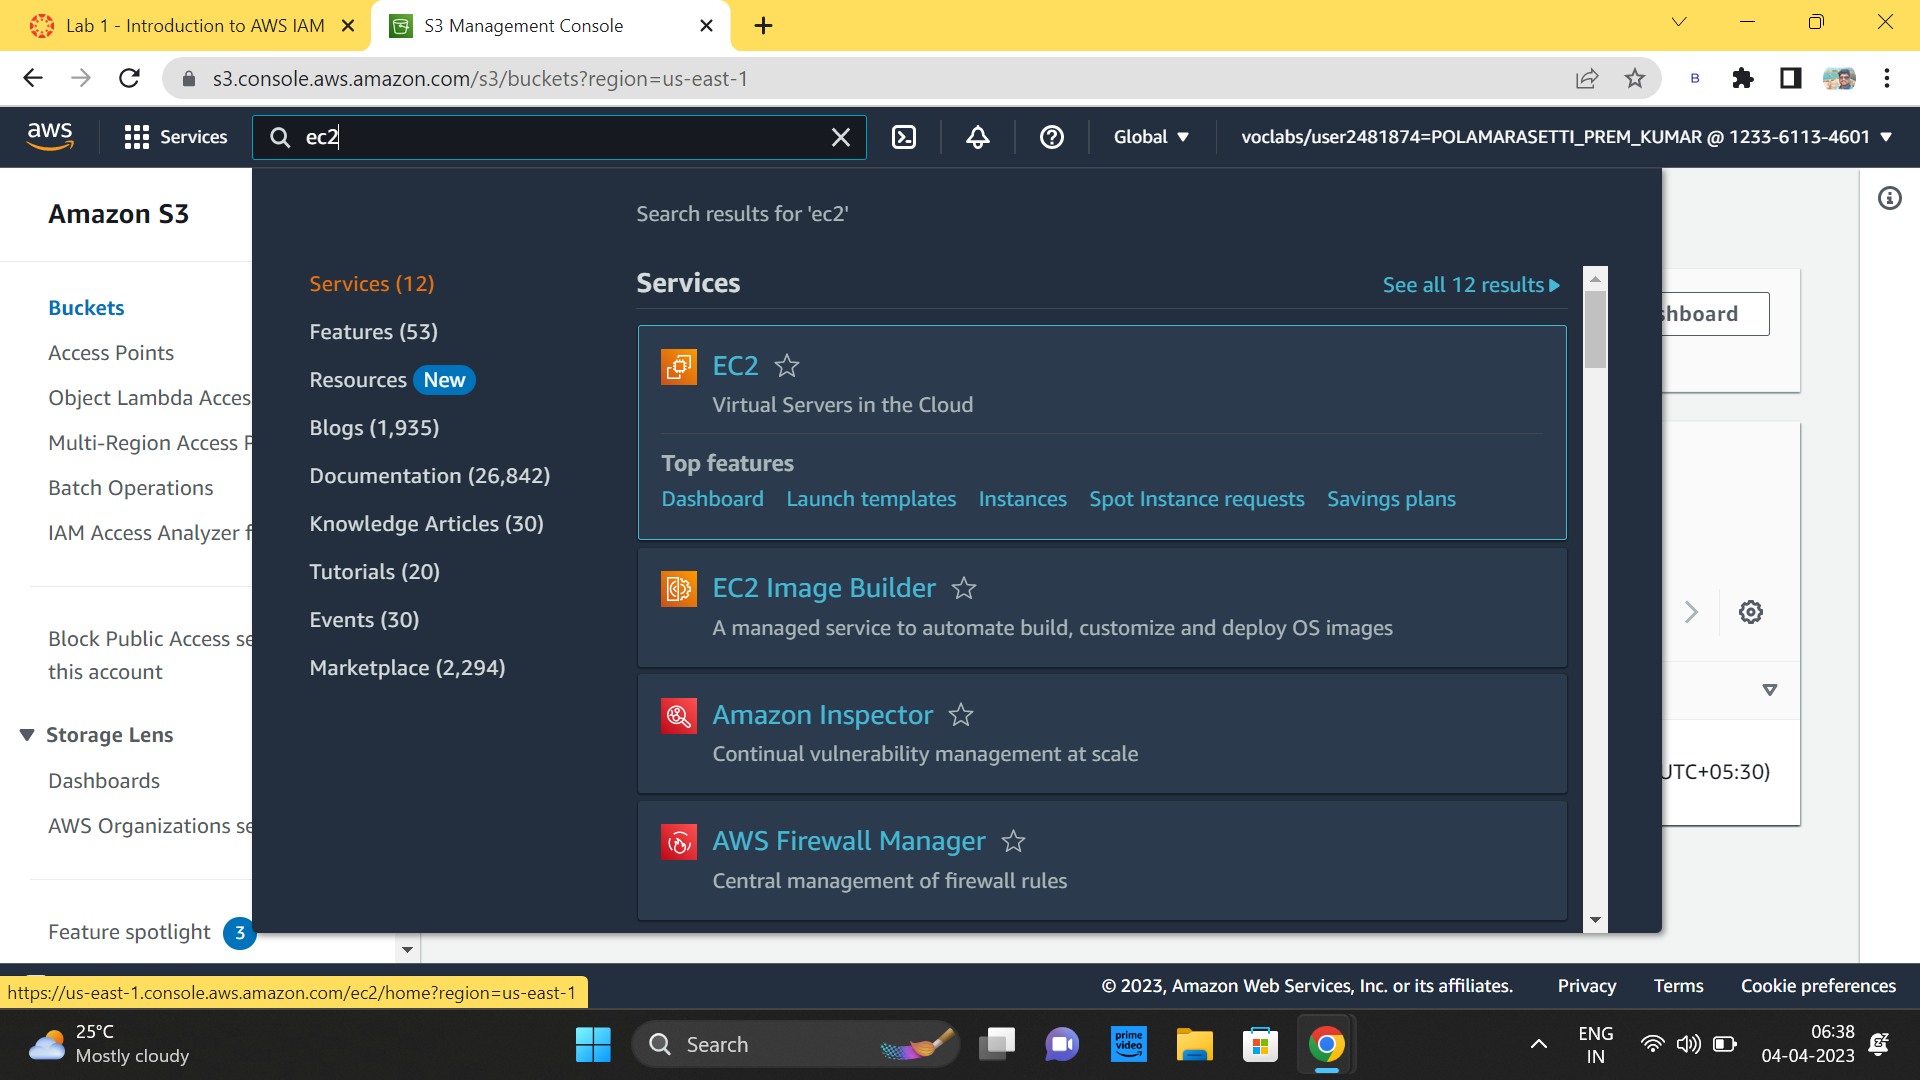 Lab 1 - Introduction to AWS IAM
S3 Management Console
s3.console.aws.amazon.com/s3/buckets?region=us-east-1
B
aws
Services
ec2
Global
voclabs/user2481874=POLAMARASETTI_PREM_KUMAR @ 1233-6113-4601
Amazon S3
Buckets
Access Points
Object Lambda Acces
Multi-Region Access P
Batch Operations
IAM Access Analyzer f
Block Public Access se
this account
Storage Lens
Dashboards
AWS Organizations se
Feature spotlight 3
Search results for 'ec2'
Services (12)
Features (53)
Resources New
Blogs (1,935)
Documentation (26,842)
Knowledge Articles (30)
Tutorials (20)
Events (30)
Marketplace (2,294)
Services
See all 12 results
EC2
Virtual Servers in the Cloud
Top features
Dashboard Launch templates Instances Spot Instance requests Savings plans
EC2 Image Builder
A managed service to automate build, customize and deploy OS images
Amazon Inspector
Continual vulnerability management at scale
AWS Firewall Manager
Central management of firewall rules
shboard
UTC+05:30)
https://us-east-1.console.aws.amazon.com/ec2/home?region=us-east-1
© 2023, Amazon Web Services, Inc. or its affiliates.
Privacy
Terms
Cookie preferences
25°C
Mostly cloudy
Search
prime
video
ENG
IN
06:38
04-04-2023